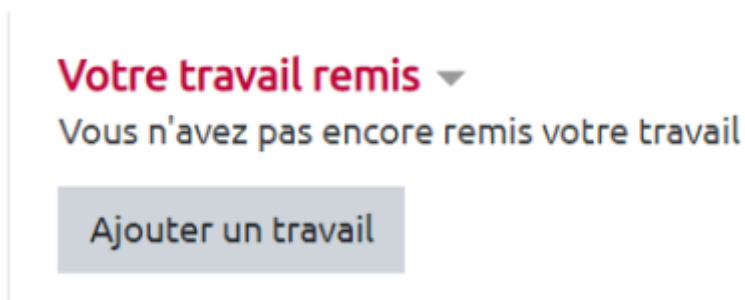 Votre travail remis
Vous n'avez pas encore remis votre travail
Ajouter un travail